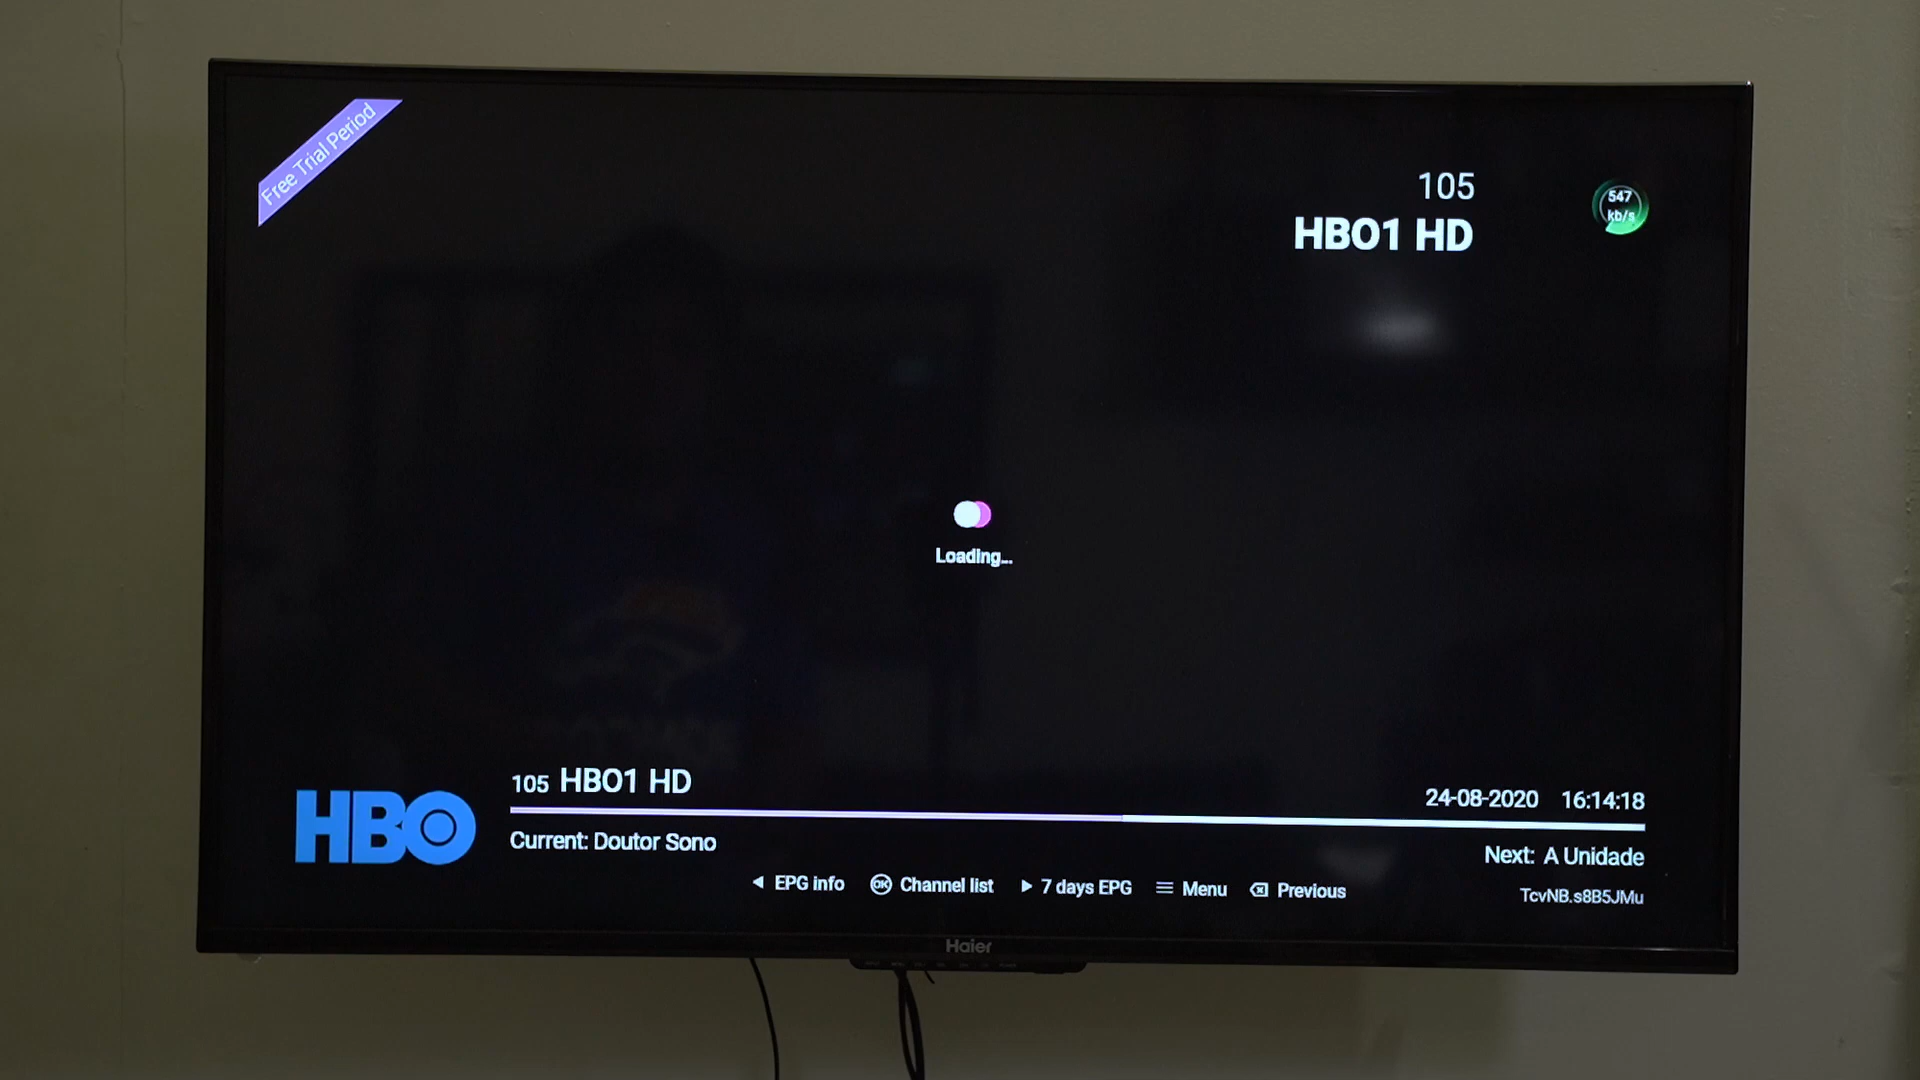 Free Trial Period
105
HBO1 HD
547
kb/s
Loading...
HBO
105 HBO1 HD
24-08-2020 16:14:18
Current: Doutor Sono
Next: A Unidade
EPG info OK Channel list 7 days EPG Menu Previous
TcvNB.s8B5JMu
Haier